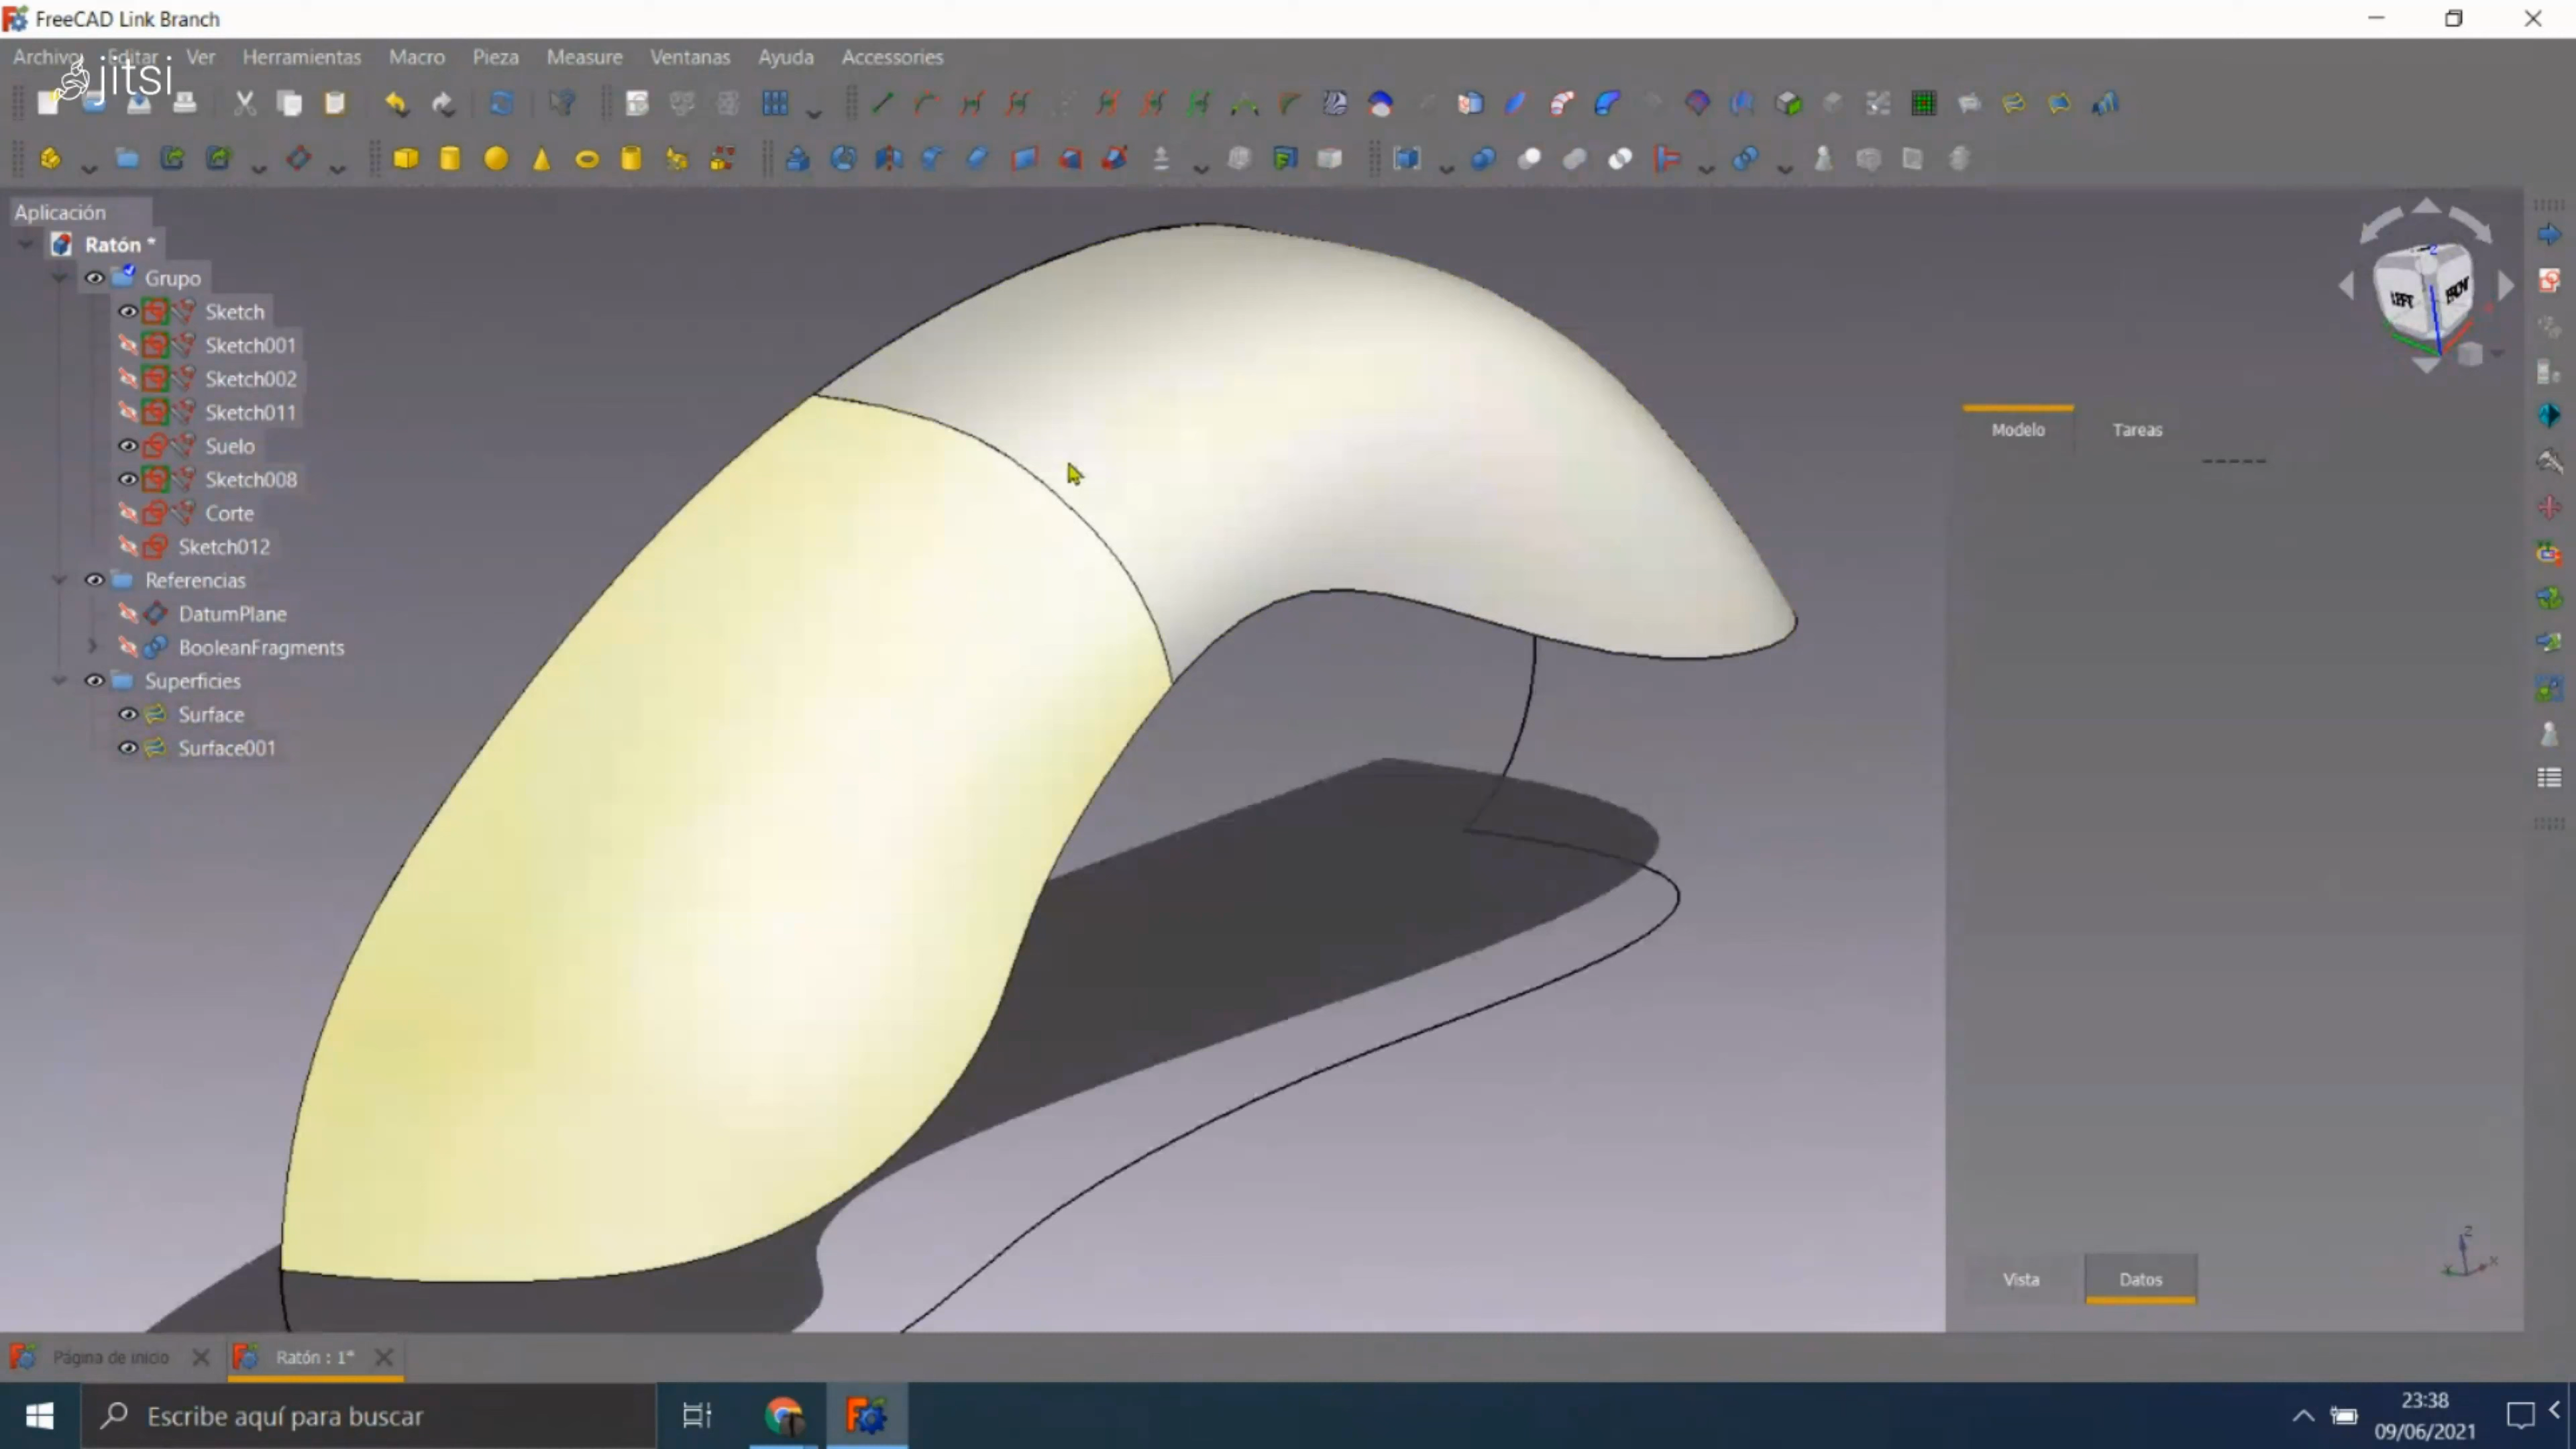 FreeCAD Link Branch
Archivo Editar Ver Herramientas Macro Pieza Measure Ventanas Ayuda Accessories
jitsi
Aplicación
Ratón *
Grupo
Sketch
Sketch001
Sketch002
Sketch011
Suelo
Sketch008
Corte
Sketch012
Referencias
DatumPlane
BooleanFragments
Superficies
Surface
Surface001
LEFT
FRONT
Modelo Tareas
Z
X
Vista Datos
Página de inicio
Ratón : 1*
Escribe aquí para buscar
23:38
09/06/2021